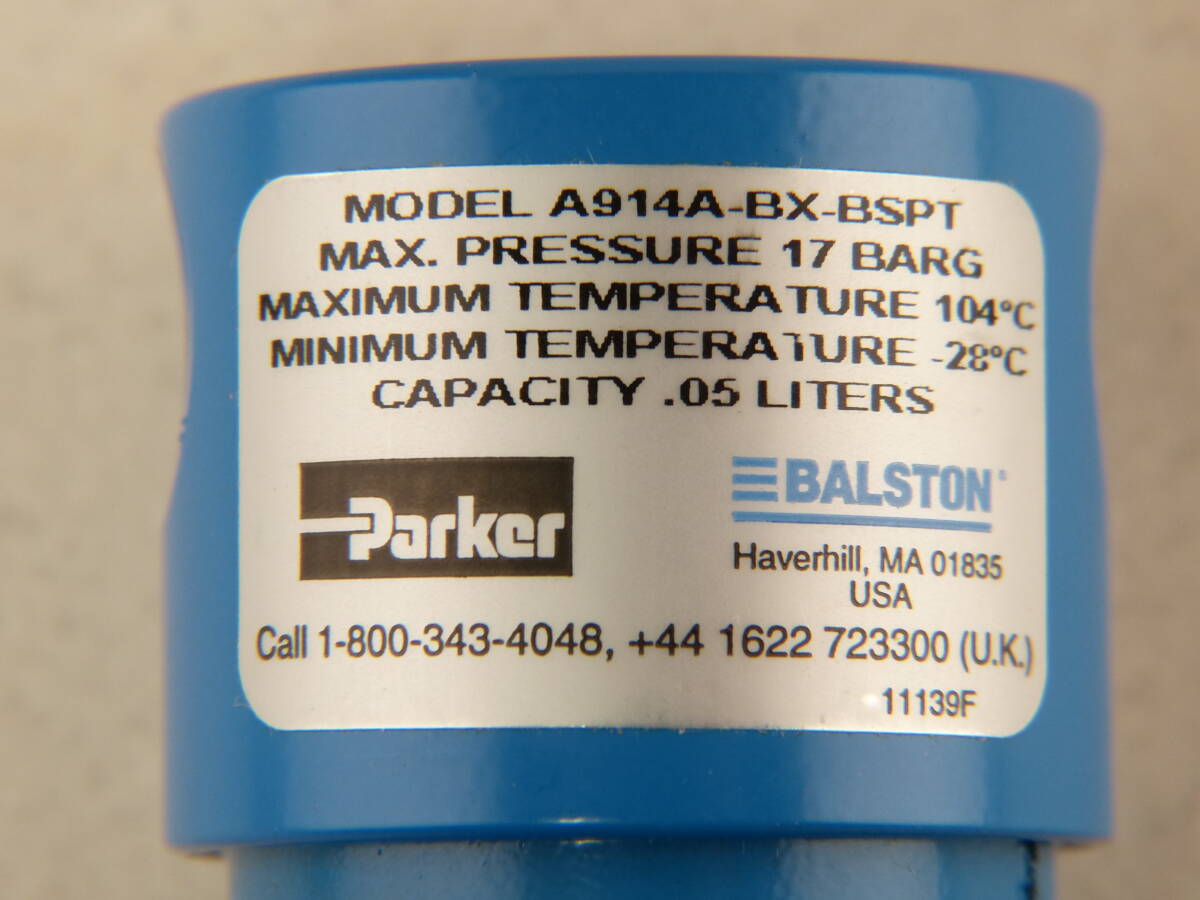 MODEL A914A-BX-BSPT
MAX. PRESSURE 17 BARG
MAXIMUM TEMPERATURE 104°C
MINIMUM TEMPERATURE -28°C
CAPACITY .05 LITERS
Parker
BALSTON®
Haverhill, MA 01835
USA
Call 1-800-343-4048, +44 1622 723300 (U.K.)
11139F